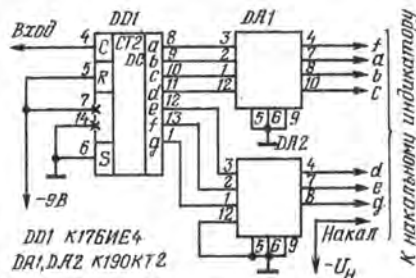 DD1
DA1
Вход
4 C СТ2 a 8 3 4 f
DC b 9 2 7 a
5 R c 10 1 8 b
d 11 12 10 c
7 e 12
14 f 13
g 1
5 6 9
DA2
6 S
3 4 d
2 7 e
1 8 g
12
5 6 9
-9В
Накал
-Uн
DD1 К176ИЕ4
DA1, DA2 К190КТ2
К накальному индикатору